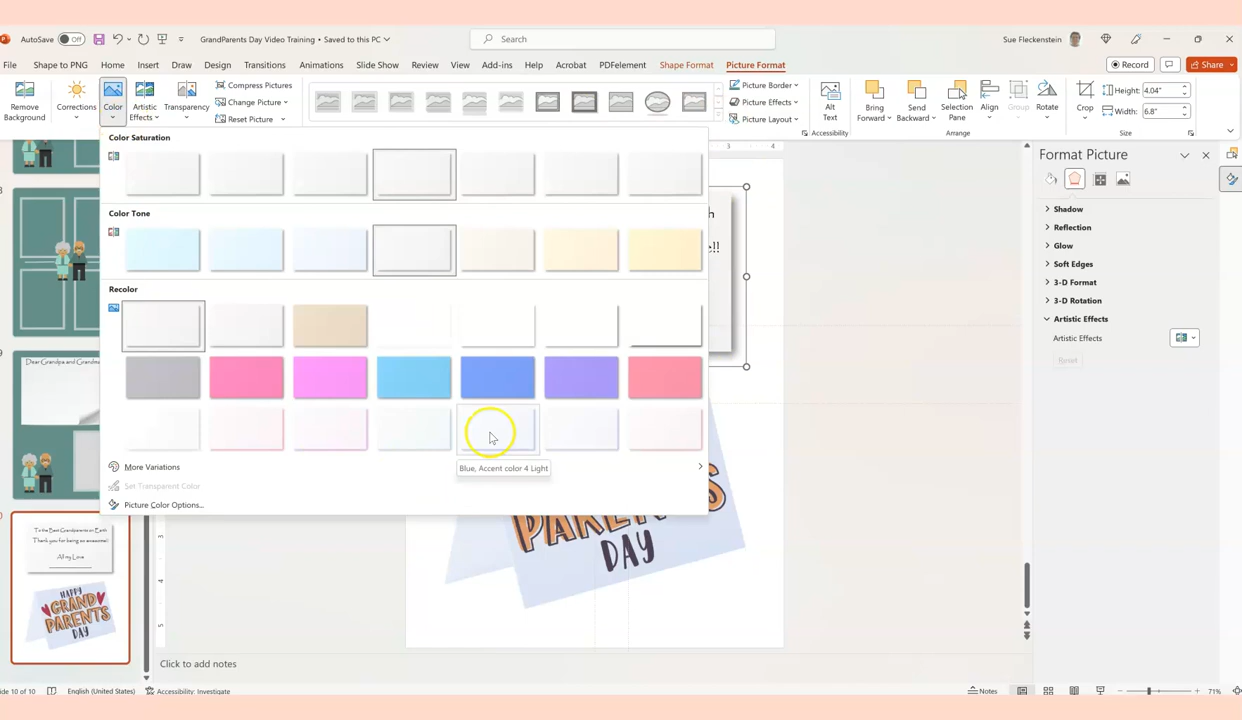 AutoSave Off GrandParents Day Video Training • Saved to this PC Search Sue Fleckenstein
File Shape to PNG Home Insert Draw Design Transitions Animations Slide Show Review View Add-ins Help Acrobat PDFelement Shape Format Picture Format Record Share
Remove Background
Corrections
Color
Artistic Effects
Transparency
Compress Pictures
Change Picture
Reset Picture
Picture Border
Picture Effects
Picture Layout
Alt Text
Accessibility
Bring Forward
Send Backward
Selection Pane
Align
Group
Rotate
Arrange
Crop
Height: 4.04"
Width: 6.8"
Size
Color Saturation
Color Tone
Recolor
Blue, Accent color 4 Light
More Variations
Set Transparent Color
Picture Color Options...
3 4
3
4
5
!!
PARENTS
DAY
8
9
Dear Grandpa and Grandma
To the Best Grandparents on Earth
Thank you for being so awesome!!
All my Love
HAPPY
GRAND
PARENTS
DAY
Format Picture
Shadow
Reflection
Glow
Soft Edges
3-D Format
3-D Rotation
Artistic Effects
Artistic Effects
Reset
Click to add notes
Slide 10 of 10 English (United States) Accessibility: Investigate Notes 71%